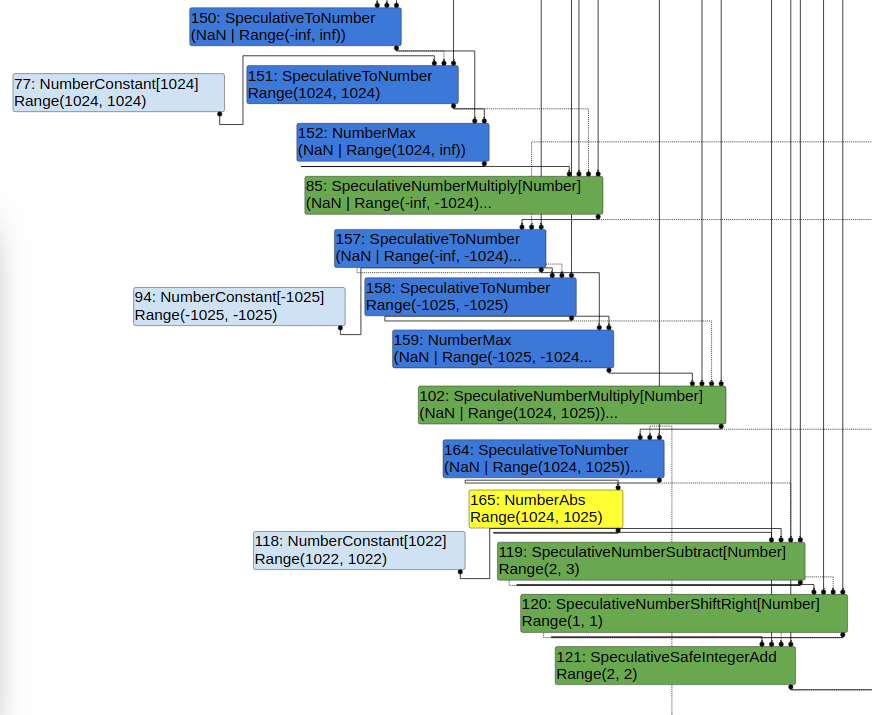 150: SpeculativeToNumber
(NaN | Range(-inf, inf))
77: NumberConstant[1024]
Range(1024, 1024)
151: SpeculativeToNumber
Range(1024, 1024)
152: NumberMax
(NaN | Range(1024, inf))
85: SpeculativeNumberMultiply[Number]
(NaN | Range(-inf, -1024)...
157: SpeculativeToNumber
(NaN | Range(-inf, -1024)...
94: NumberConstant[-1025]
Range(-1025, -1025)
158: SpeculativeToNumber
Range(-1025, -1025)
159: NumberMax
(NaN | Range(-1025, -1024...
102: SpeculativeNumberMultiply[Number]
(NaN | Range(1024, 1025))...
164: SpeculativeToNumber
(NaN | Range(1024, 1025))...
165: NumberAbs
Range(1024, 1025)
118: NumberConstant[1022]
Range(1022, 1022)
119: SpeculativeNumberSubtract[Number]
Range(2, 3)
120: SpeculativeNumberShiftRight[Number]
Range(1, 1)
121: SpeculativeSafeIntegerAdd
Range(2, 2)